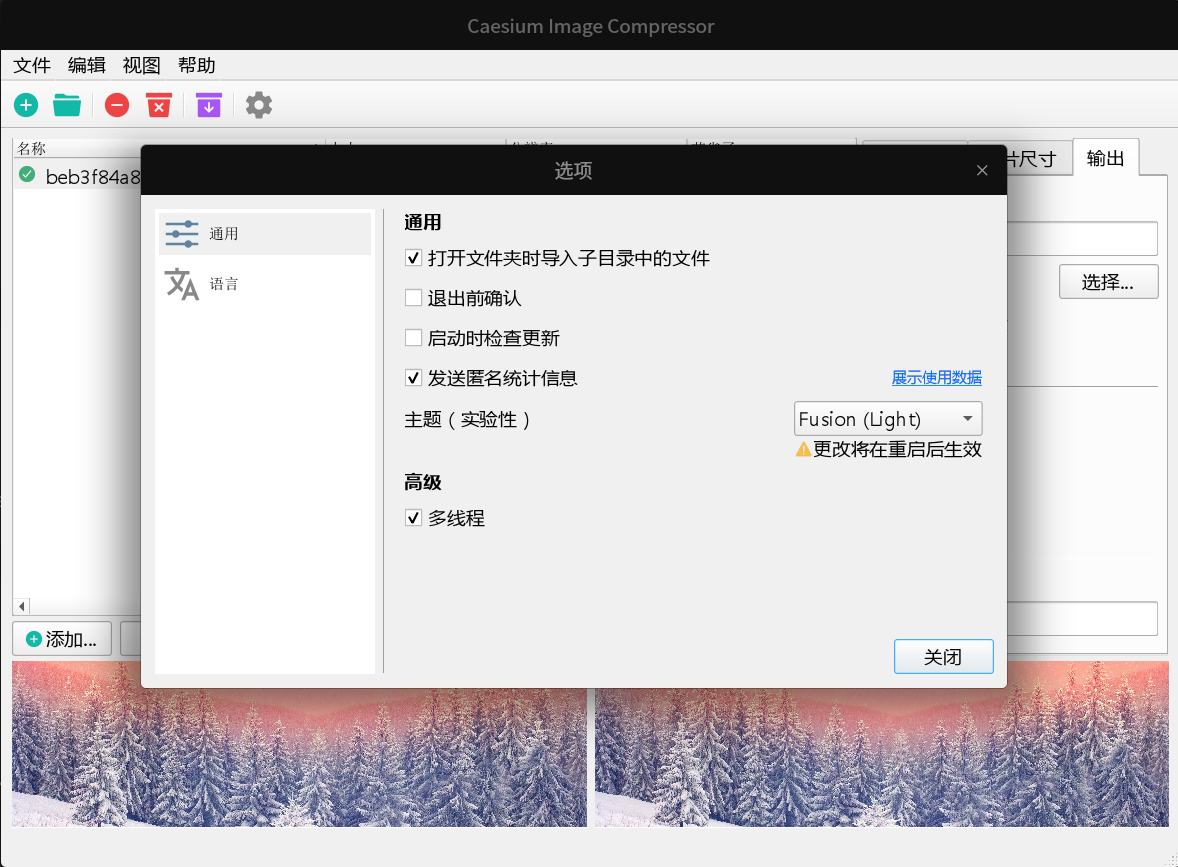 Caesium Image Compressor
文件 编辑 视图 帮助
名称
beb3f84a8
片尺寸 输出
选择...
添加...
选项
通用
语言
通用
打开文件夹时导入子目录中的文件
退出前确认
启动时检查更新
发送匿名统计信息 展示使用数据
主题（实验性） Fusion (Light)
更改将在重启后生效
高级
多线程
关闭